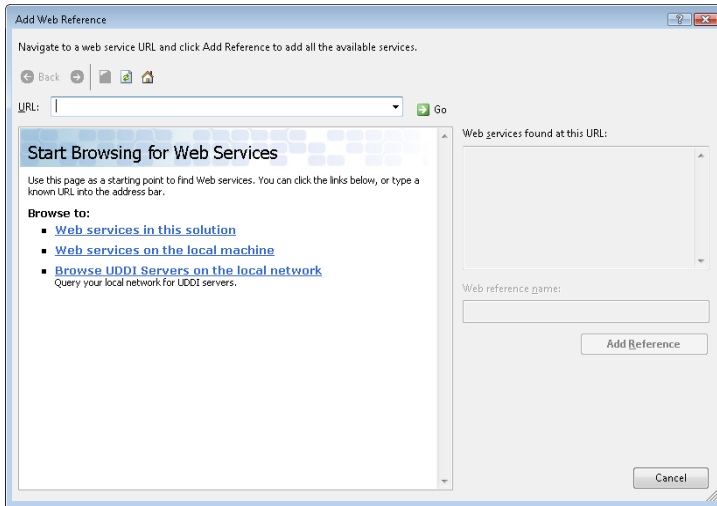 Add Web Reference
Navigate to a web service URL and click Add Reference to add all the available services.
Back
URL:
Go
Start Browsing for Web Services
Use this page as a starting point to find Web services. You can click the links below, or type a
known URL into the address bar.
Browse to:
Web services in this solution
Web services on the local machine
Browse UDDI Servers on the local network
Query your local network for UDDI servers.
Web services found at this URL:
Web reference name:
Add Reference
Cancel